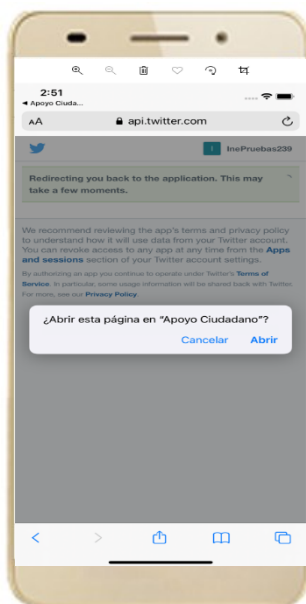 2:51
◀ Apoyo Ciuda...
AA
api.twitter.com
InePruebas239
Redirecting you back to the application. This may
take a few moments.
We recommend reviewing the app's terms and privacy policy
to understand how it will use data from your Twitter account.
You can revoke access to any app at any time from the Apps
and sessions section of your Twitter account settings.
By authorizing an app you continue to operate under Twitter's Terms of
Service. In particular, some usage information will be shared back with Twitter.
For more, see our Privacy Policy.
¿Abrir esta página en "Apoyo Ciudadano"?
Cancelar
Abrir